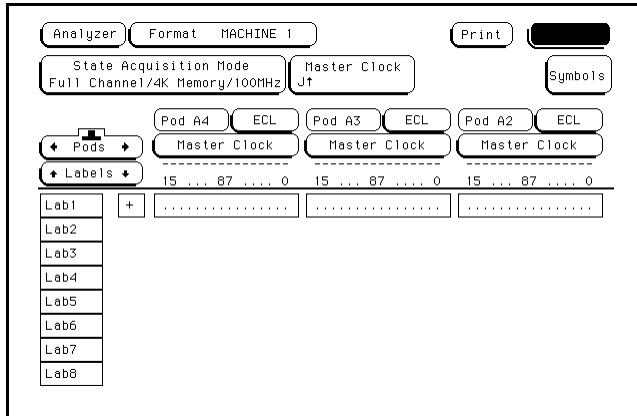 Analyzer Format MACHINE 1 Print
State Acquisition Mode
Full Channel/4K Memory/100MHz
Master Clock
J↑
Symbols
Pod A4 ECL Pod A3 ECL Pod A2 ECL
← Pods → Master Clock Master Clock Master Clock
↑ Labels ↓ 15 ... 87 .... 0 15 ... 87 .... 0 15 ... 87 .... 0
Lab1 + ................ ................ ................
Lab2
Lab3
Lab4
Lab5
Lab6
Lab7
Lab8